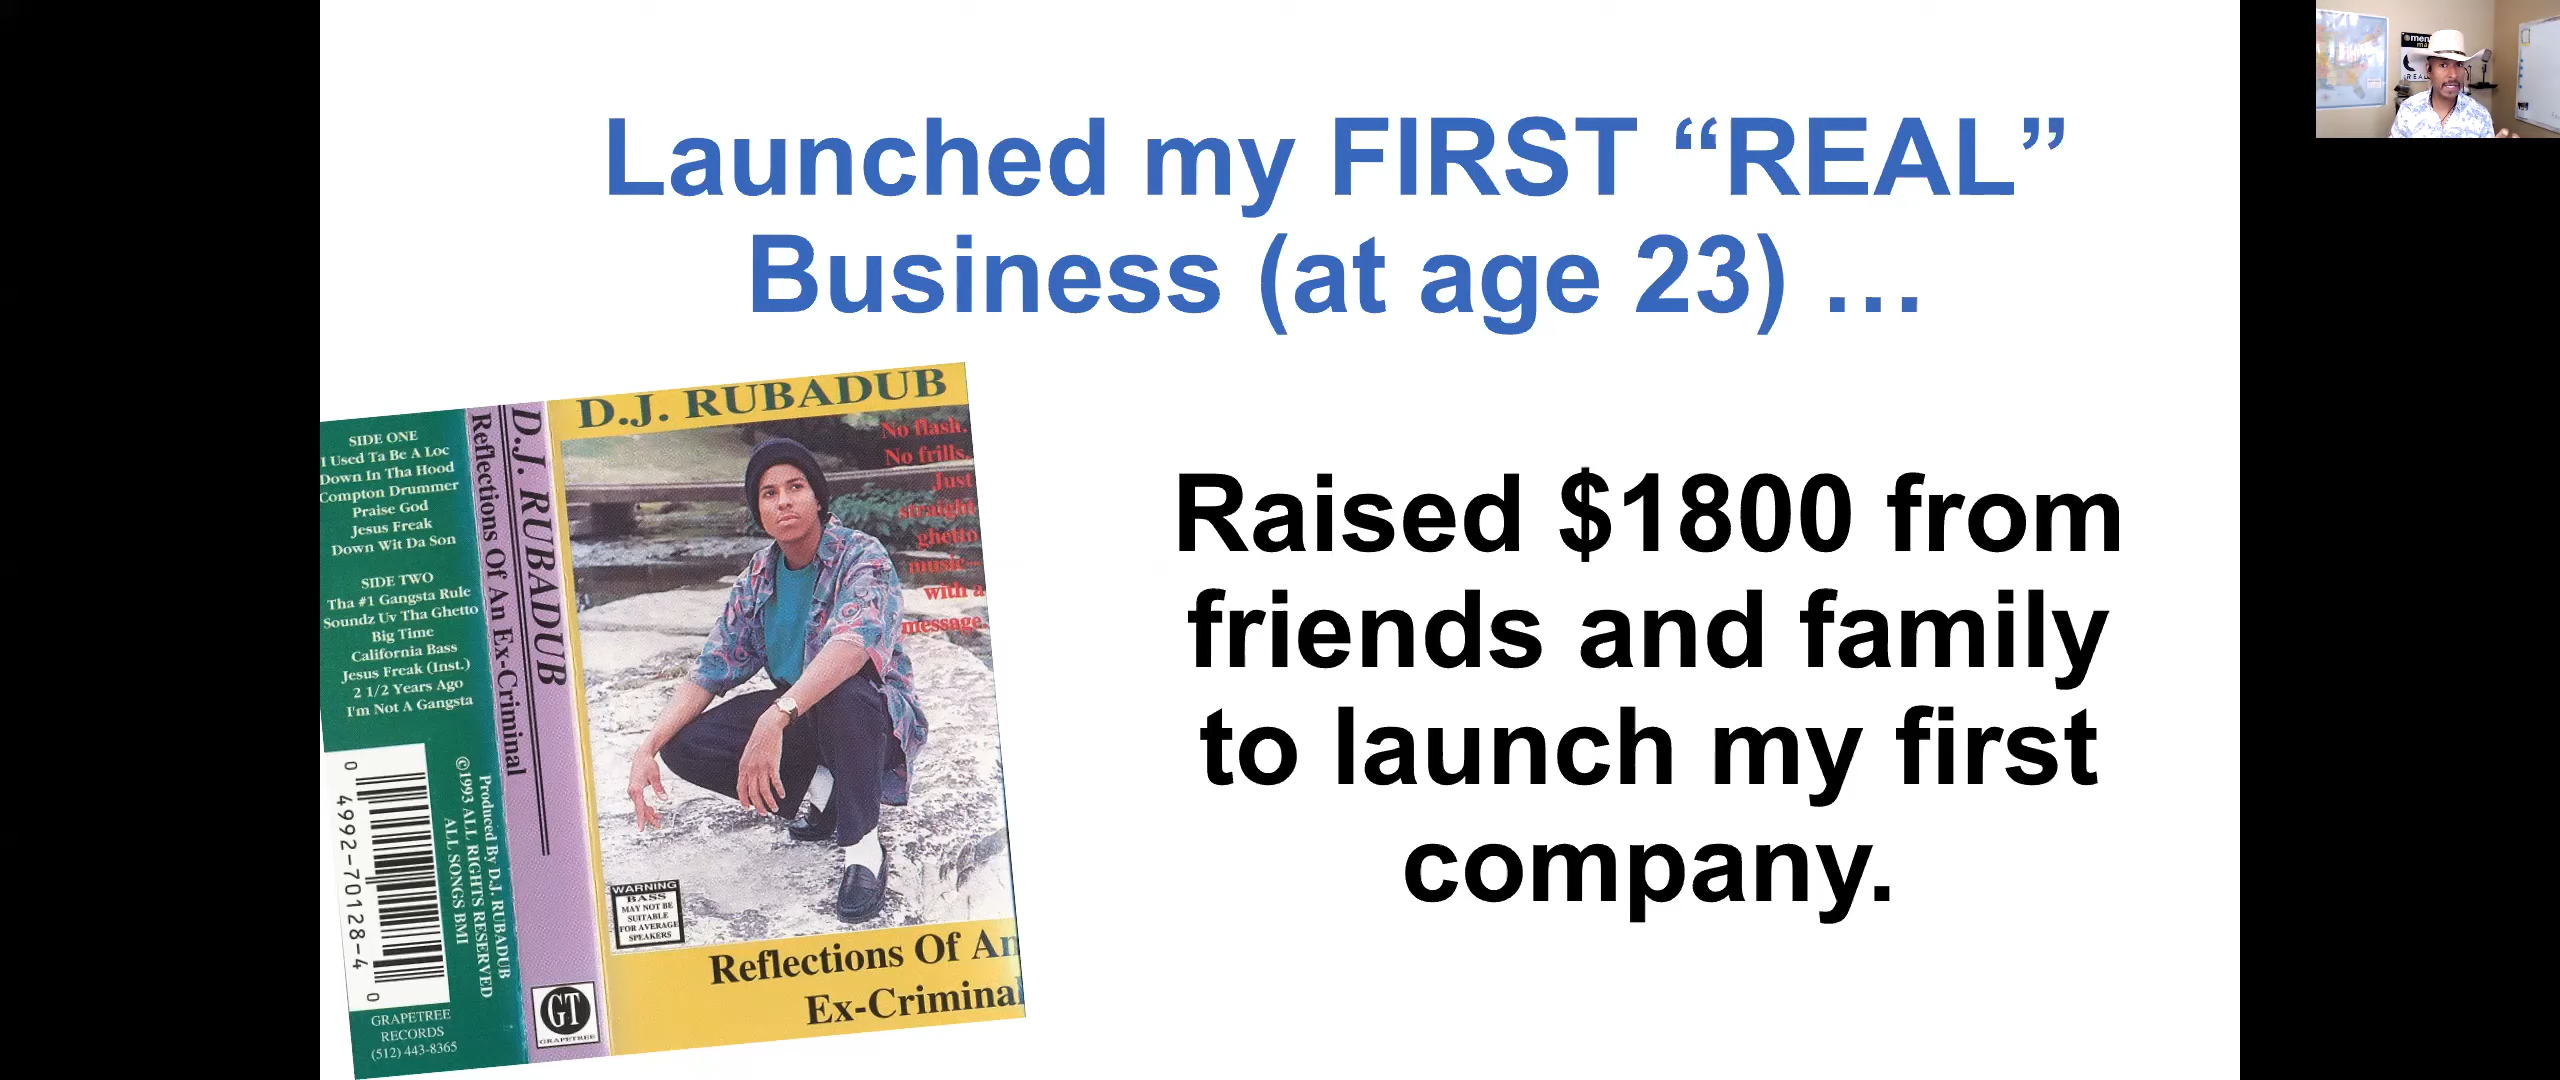 Launched my FIRST “REAL”
Business (at age 23) …
Raised $1800 from
friends and family
to launch my first
company.
SIDE ONE
I Used Ta Be A Loc
Down In Tha Hood
Compton Drummer
Praise God
Jesus Freak
Down Wit Da Son
SIDE TWO
Tha #1 Gangsta Rule
Soundz Uv Tha Ghetto
Big Time
California Bass
Jesus Freak (Inst.)
2 1/2 Years Ago
I'm Not A Gangsta
0 4992-70128-4 0
Produced By D.J. RUBADUB
©1993 ALL RIGHTS RESERVED
ALL SONGS BMI
GRAPETREE
RECORDS
(512) 443-8365
D.J. RUBADUB
Reflections Of An Ex-Criminal
GT
GRAPETREE
D.J. RUBADUB
No flash.
No frills.
Just
straight
ghetto
music--
with a
message.
WARNING
BASS
MAY NOT BE
SUITABLE
FOR AVERAGE
SPEAKERS
Reflections Of An
Ex-Criminal